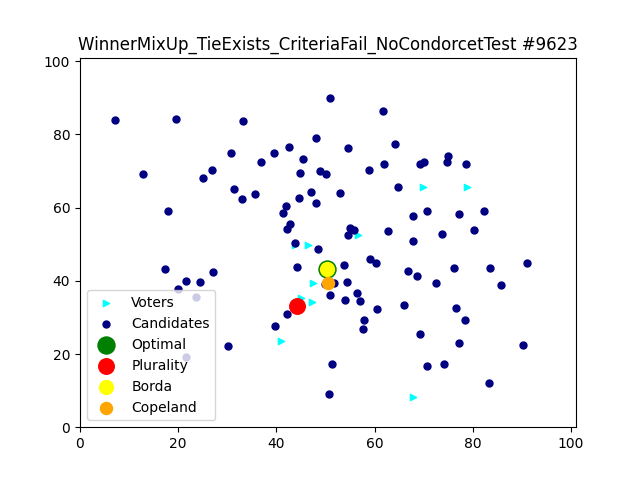 WinnerMixUp_TieExists_CriteriaFail_NoCondorcetTest #9623
100
80
60
40
20
0
Voters
Candidates
Optimal
Plurality
Borda
Copeland
0 20 40 60 80 100